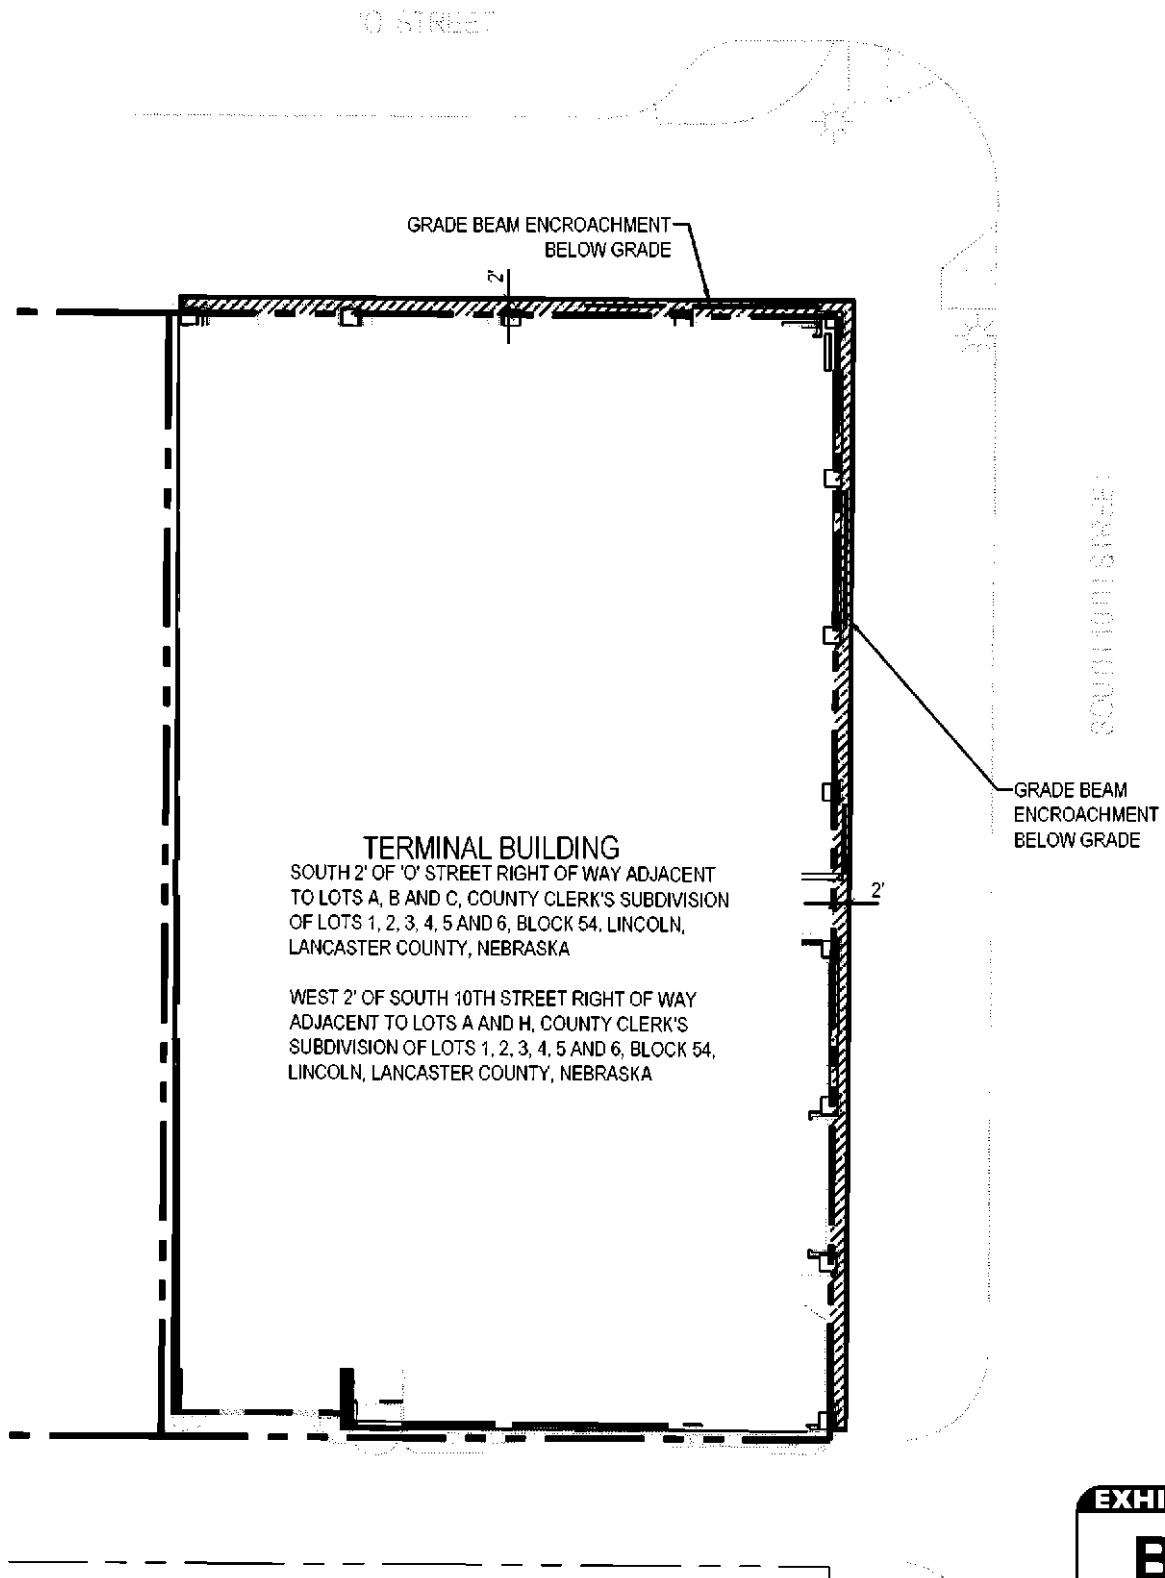 'O' STREET
GRADE BEAM ENCROACHMENT
BELOW GRADE
2'
SOUTH 10TH STREET
GRADE BEAM
ENCROACHMENT
BELOW GRADE
TERMINAL BUILDING
SOUTH 2' OF 'O' STREET RIGHT OF WAY ADJACENT
TO LOTS A, B AND C, COUNTY CLERK'S SUBDIVISION
OF LOTS 1, 2, 3, 4, 5 AND 6, BLOCK 54, LINCOLN,
LANCASTER COUNTY, NEBRASKA
2'
WEST 2' OF SOUTH 10TH STREET RIGHT OF WAY
ADJACENT TO LOTS A AND H, COUNTY CLERK'S
SUBDIVISION OF LOTS 1, 2, 3, 4, 5 AND 6, BLOCK 54,
LINCOLN, LANCASTER COUNTY, NEBRASKA
EXHI
B